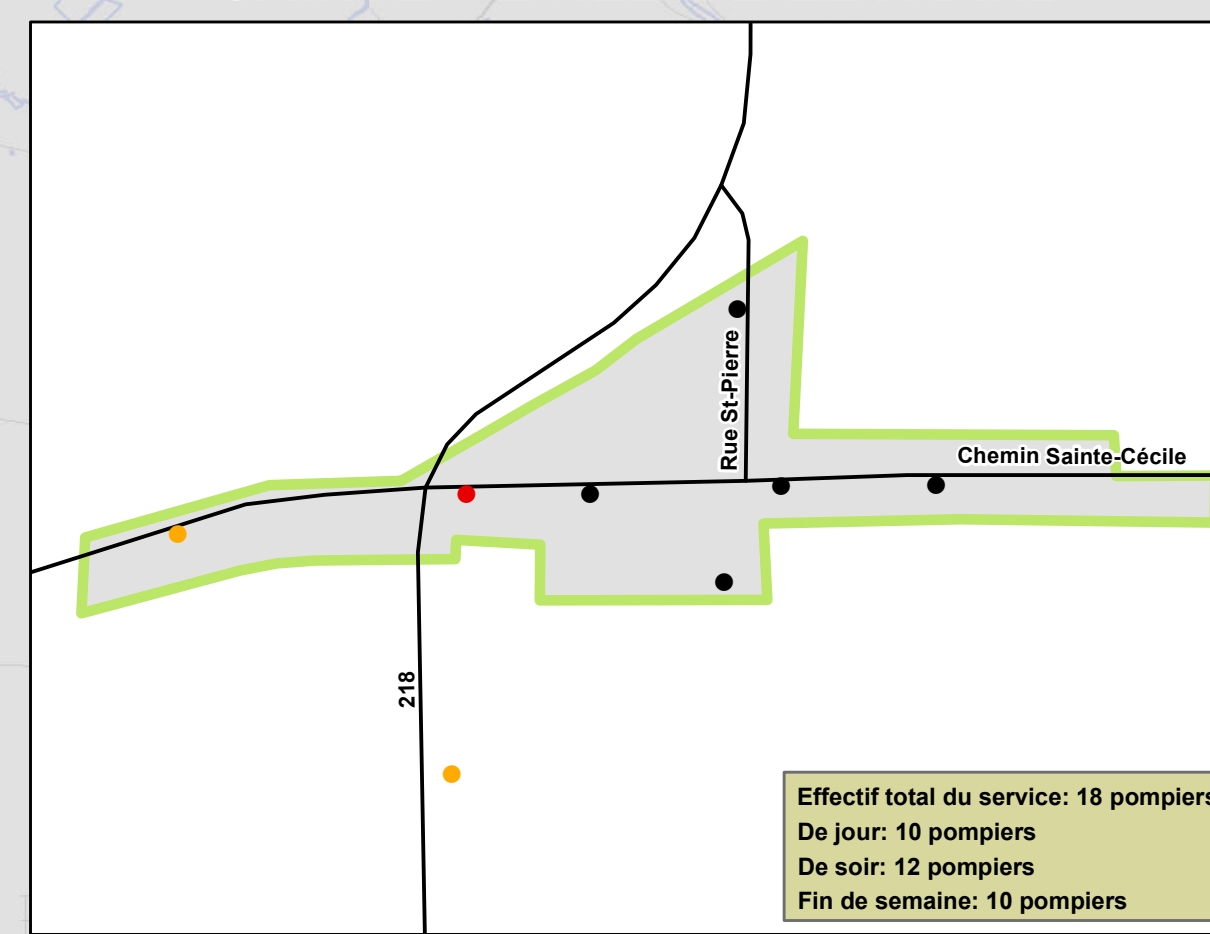 Rue St-Pierre
Chemin Sainte-Cécile
218
Effectif total du service: 18 pompiers
De jour: 10 pompiers
De soir: 12 pompiers
Fin de semaine: 10 pompiers